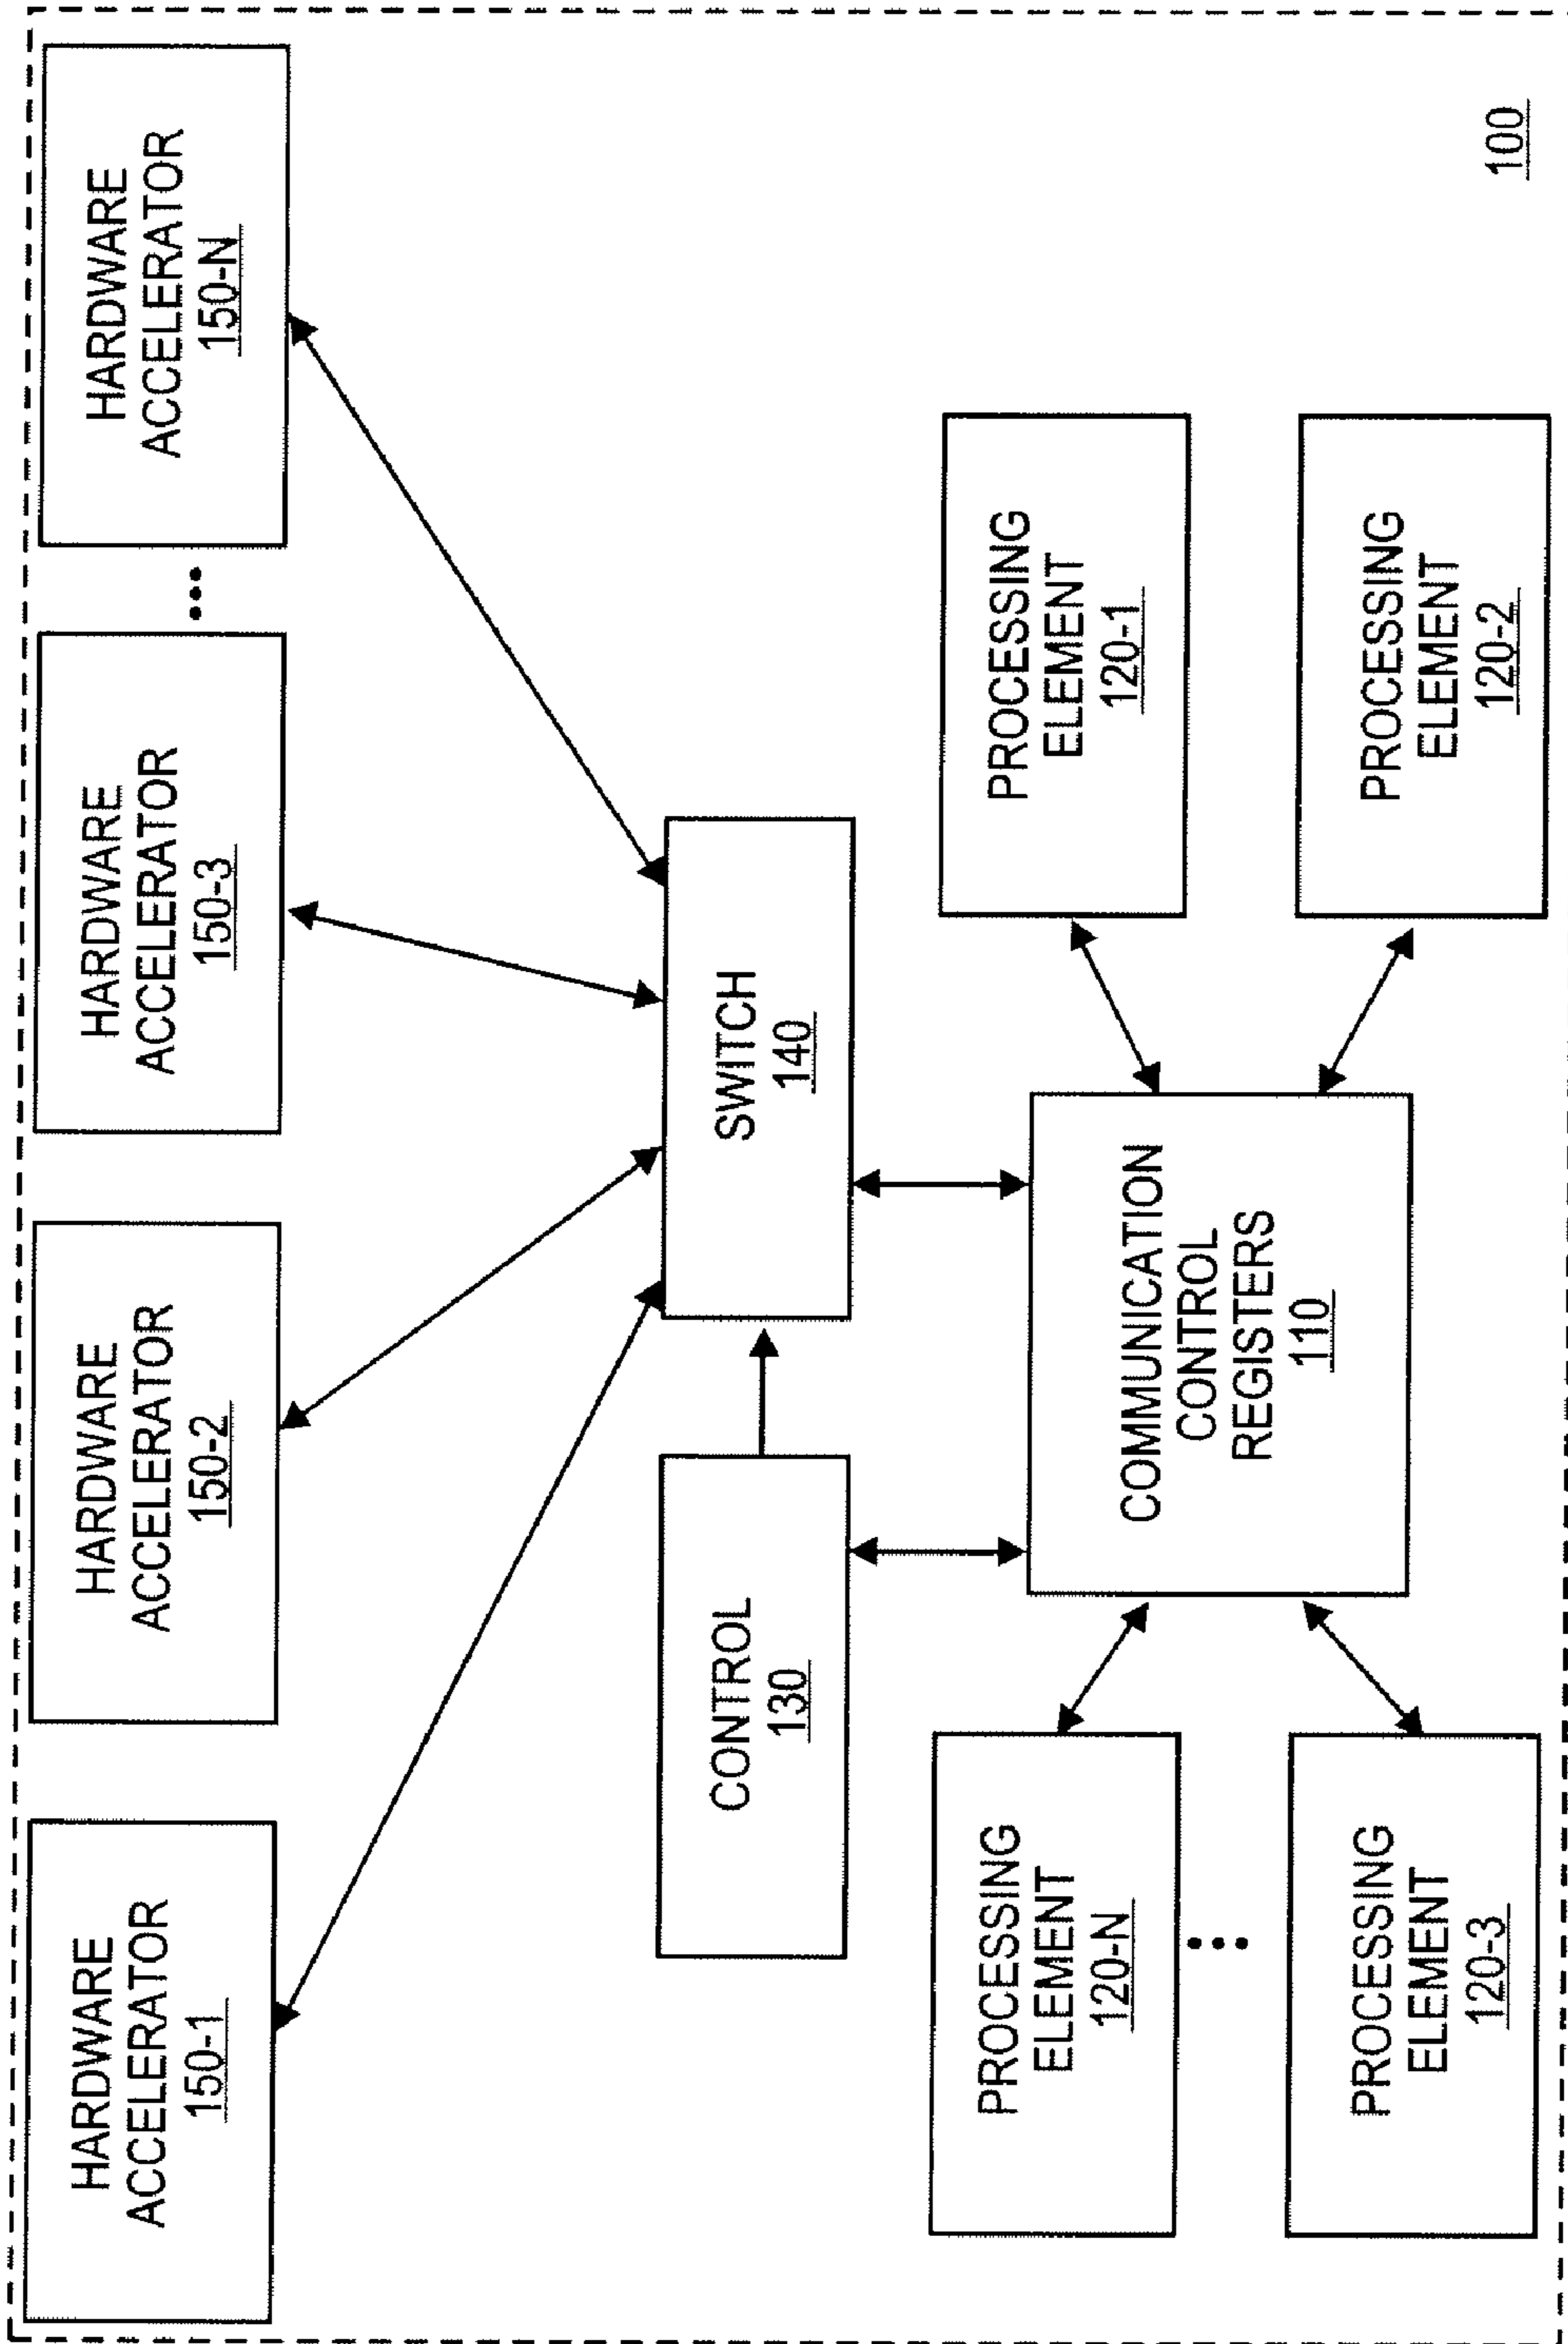 HARDWARE
ACCELERATOR
150-1
HARDWARE
ACCELERATOR
150-2
HARDWARE
ACCELERATOR
150-3
...
HARDWARE
ACCELERATOR
150-N
CONTROL
130
SWITCH
140
PROCESSING
ELEMENT
120-N
...
PROCESSING
ELEMENT
120-3
COMMUNICATION
CONTROL
REGISTERS
110
PROCESSING
ELEMENT
120-1
PROCESSING
ELEMENT
120-2
100